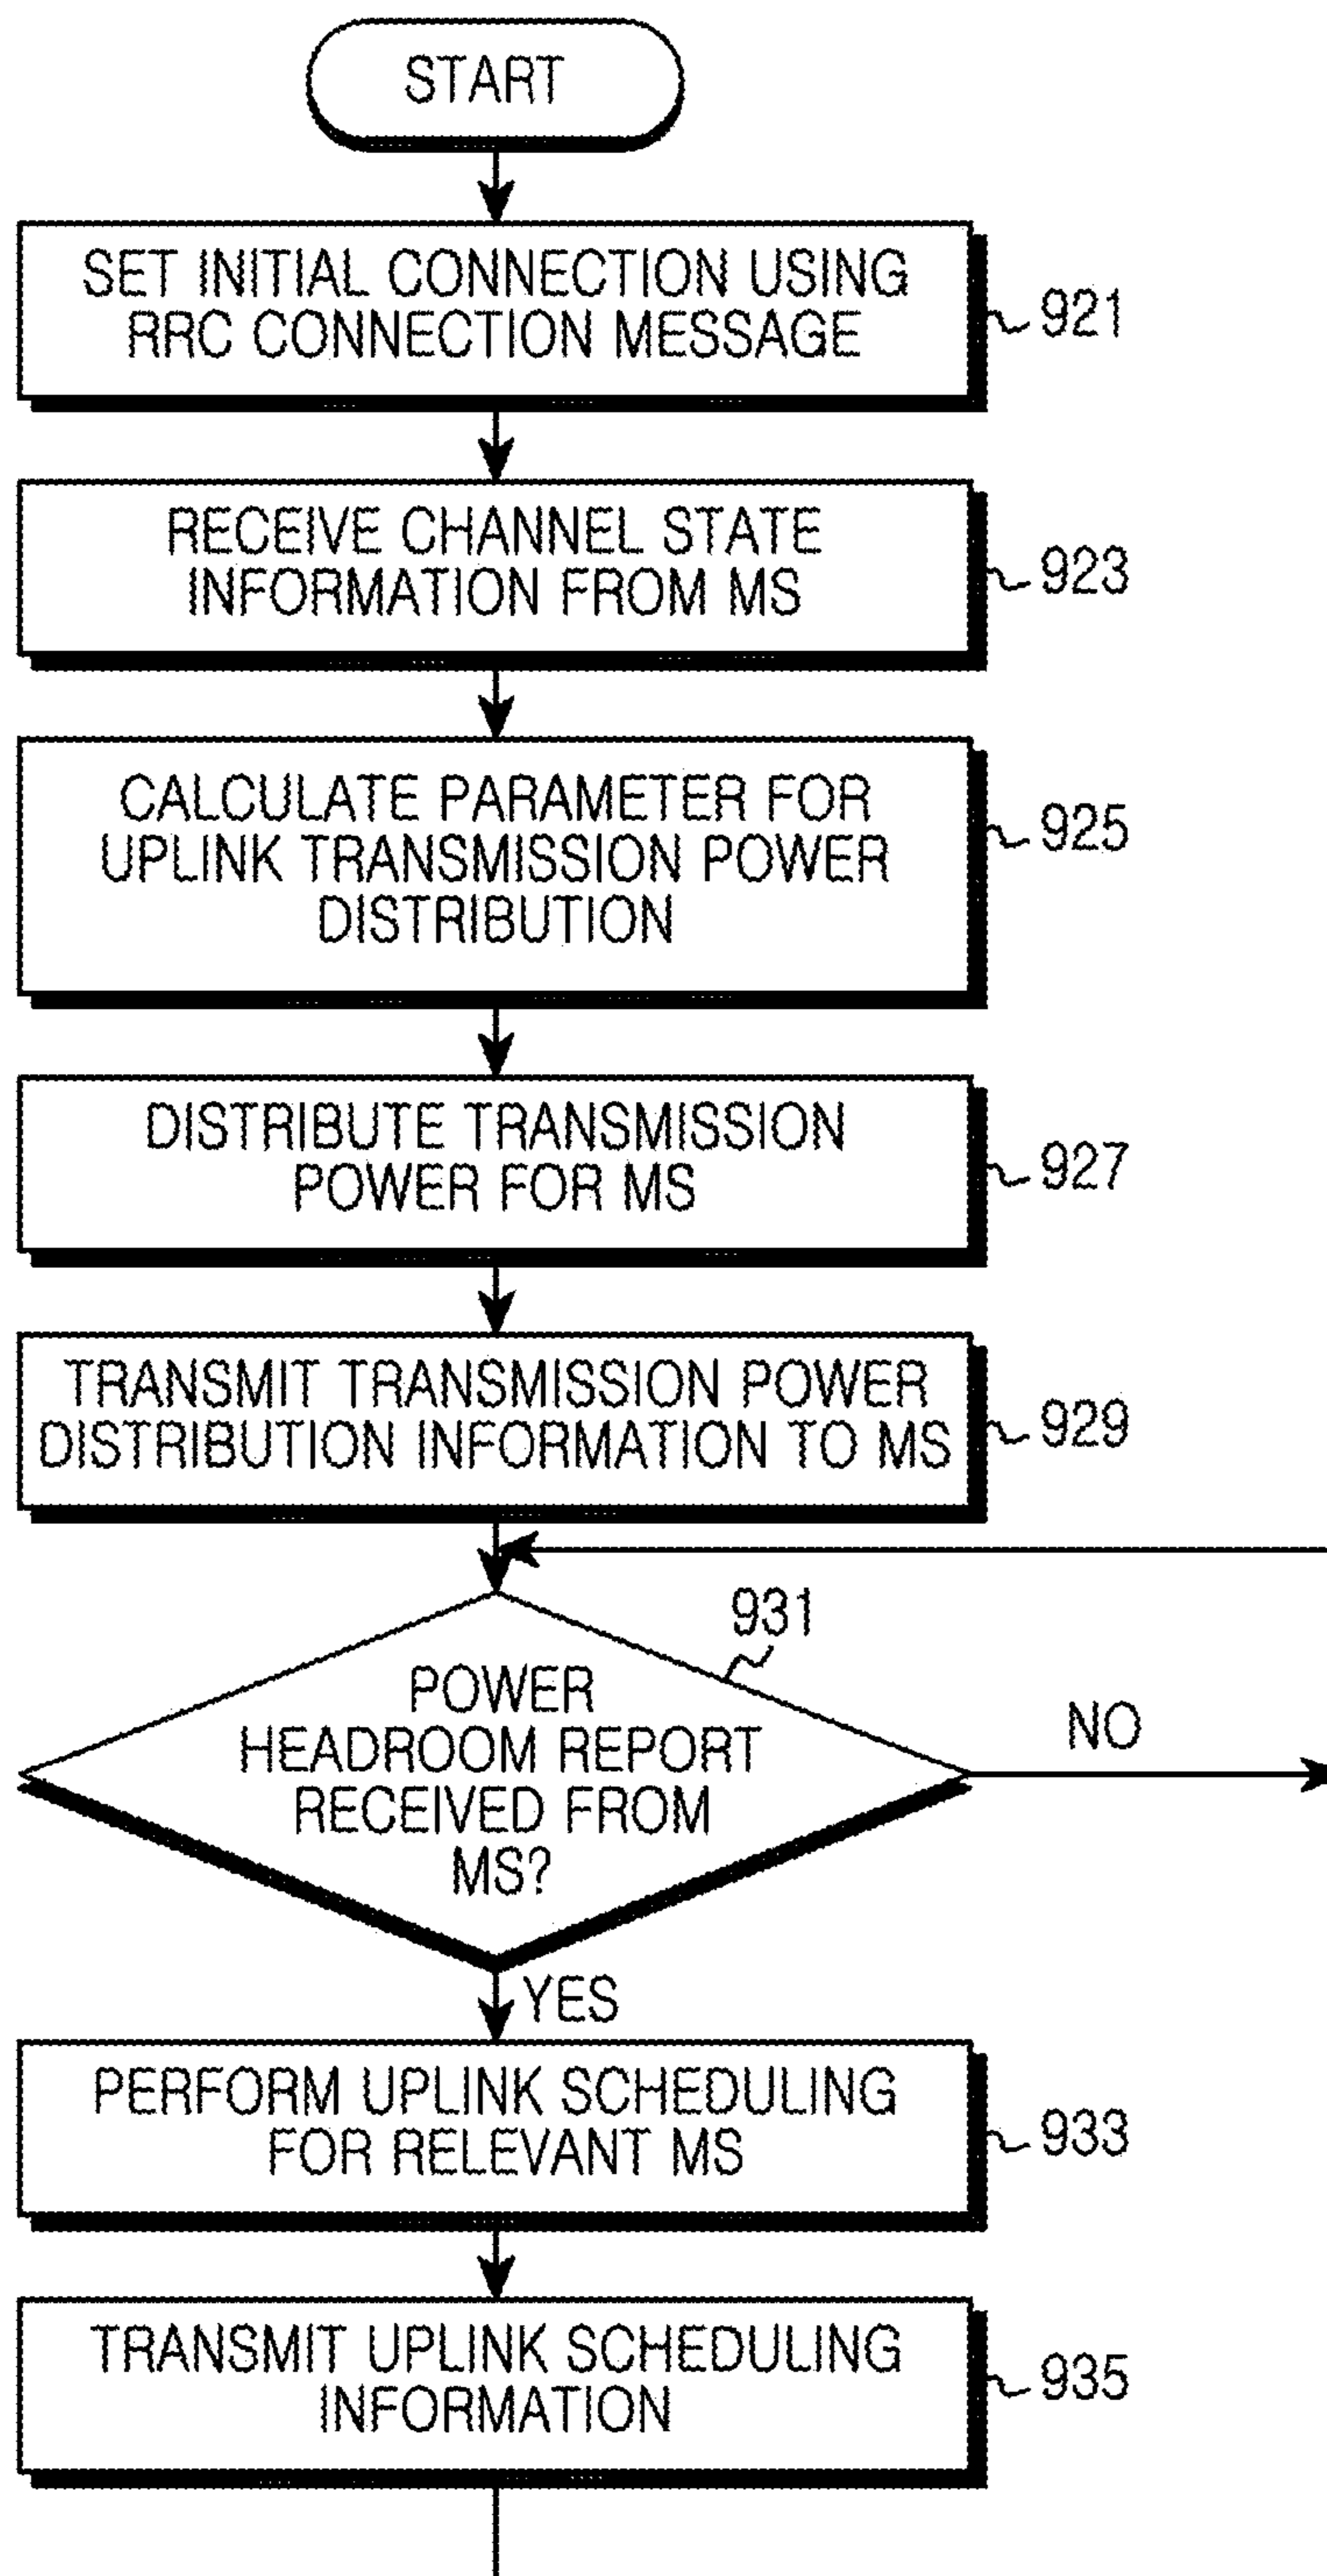 START
SET INITIAL CONNECTION USING
RRC CONNECTION MESSAGE
921
RECEIVE CHANNEL STATE
INFORMATION FROM MS
923
CALCULATE PARAMETER FOR
UPLINK TRANSMISSION POWER
DISTRIBUTION
925
DISTRIBUTE TRANSMISSION
POWER FOR MS
927
TRANSMIT TRANSMISSION POWER
DISTRIBUTION INFORMATION TO MS
929
931
POWER
HEADROOM REPORT
RECEIVED FROM
MS?
NO
YES
PERFORM UPLINK SCHEDULING
FOR RELEVANT MS
933
TRANSMIT UPLINK SCHEDULING
INFORMATION
935